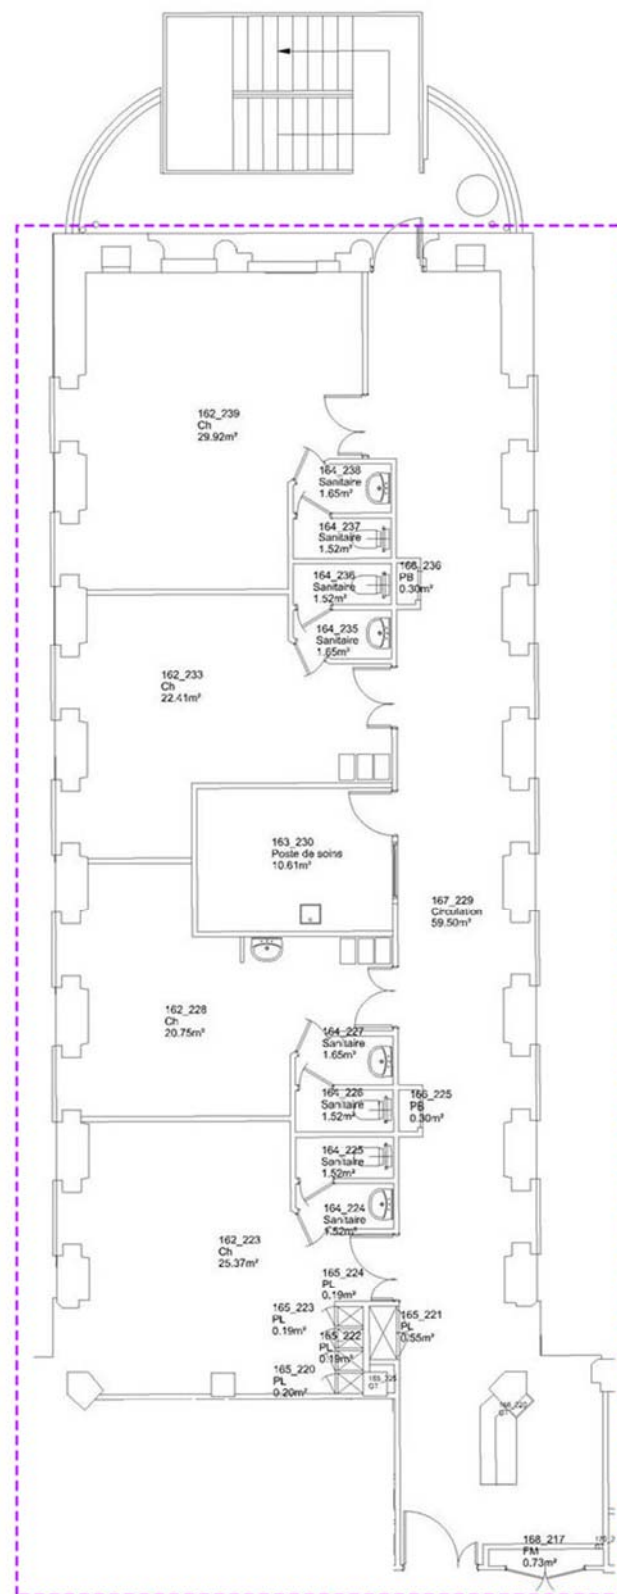 162_239
Ch
29.92m²
164_238
Sanitaire
1.65m²
164_237
Sanitaire
1.52m²
164_236
Sanitaire
1.52m²
166_236
PB
0.30m²
164_235
Sanitaire
1.65m²
162_233
Ch
22.41m²
163_230
Poste de soins
10.61m²
167_229
Circulation
59.50m²
162_228
Ch
20.75m²
164_227
Sanitaire
1.65m²
164_226
Sanitaire
1.52m²
166_225
PB
0.30m²
164_225
Sanitaire
1.52m²
164_224
Sanitaire
1.52m²
162_223
Ch
25.37m²
165_224
PL
0.19m²
165_223
PL
0.19m²
165_222
PL
0.19m²
165_221
PL
0.55m²
165_220
PL
0.20m²
GT
168_217
FM
0.73m²